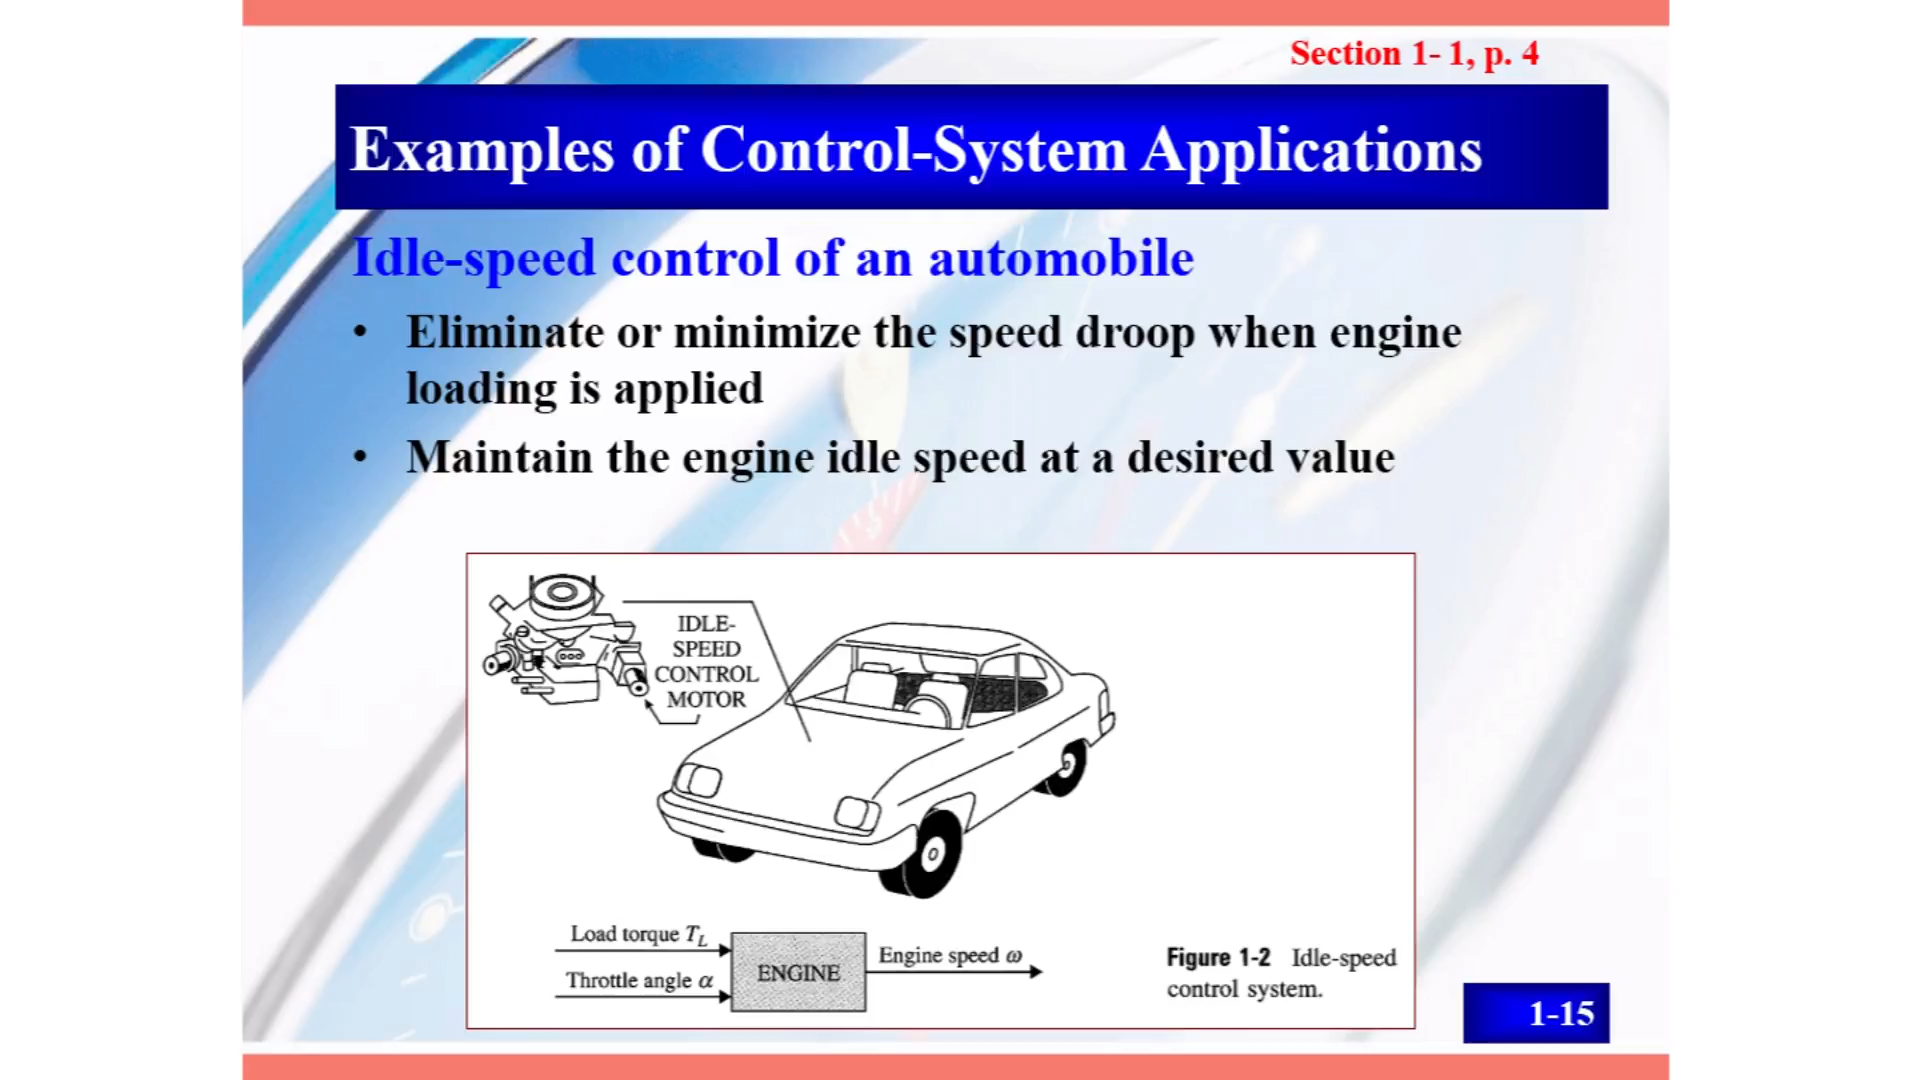 Section 1- 1, p. 4
Examples of Control-System Applications
Idle-speed control of an automobile
• Eliminate or minimize the speed droop when engine
loading is applied
• Maintain the engine idle speed at a desired value
IDLE-
SPEED
CONTROL
MOTOR
Load torque T_L
Throttle angle α
ENGINE
Engine speed ω
Figure 1-2 Idle-speed
control system.
1-15